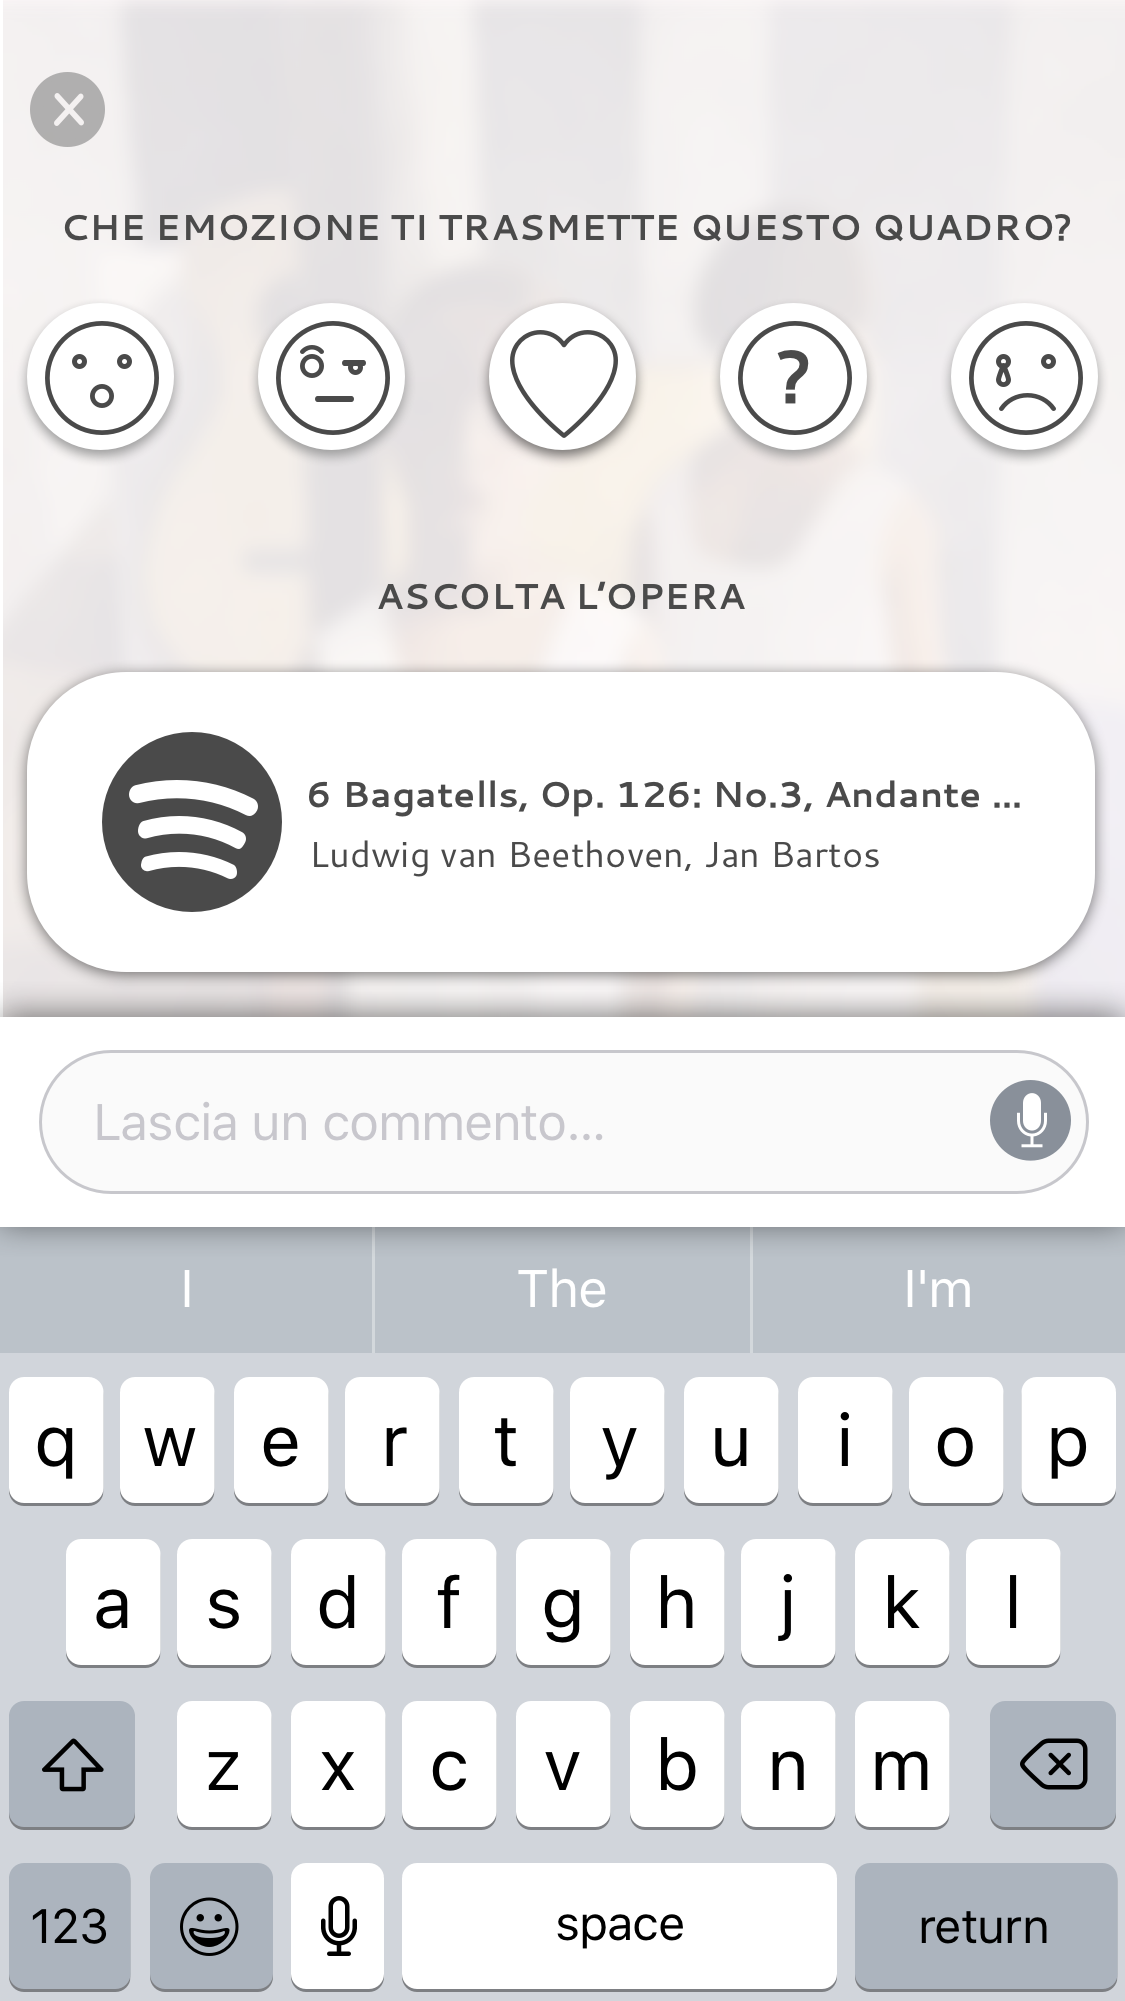 CHE EMOZIONE TI TRASMETTE QUESTO QUADRO?
?
ASCOLTA L’OPERA
6 Bagatells, Op. 126: No.3, Andante ...
Ludwig van Beethoven, Jan Bartos
Lascia un commento...
I The I'm
q w e r t y u i o p
a s d f g h j k l
z x c v b n m
123 space return